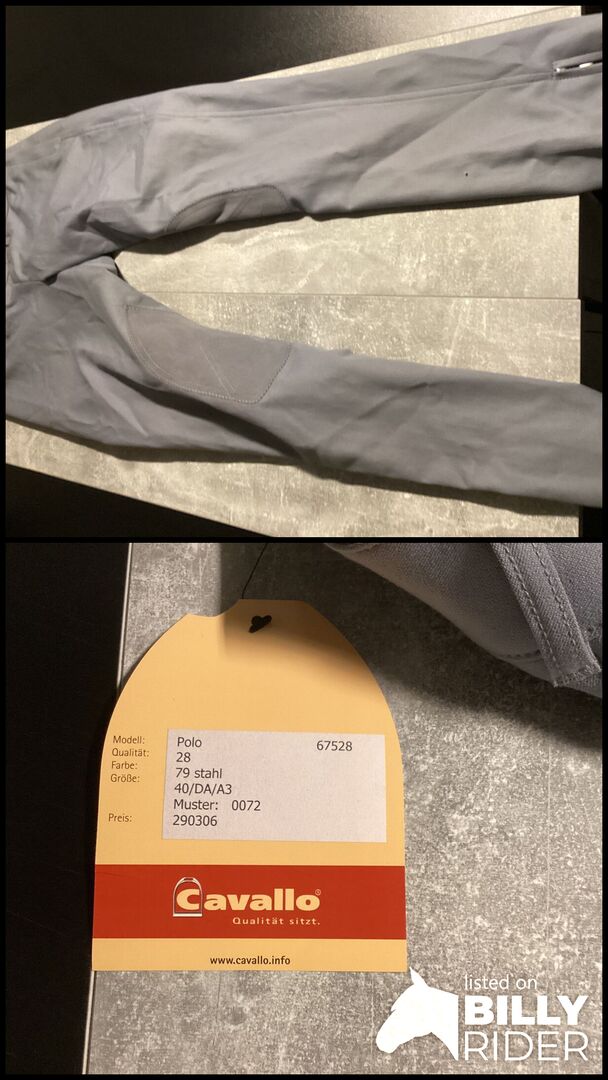 Modell: Polo 67528
Qualität: 28
Farbe: 79 stahl
Größe: 40/DA/A3
Muster: 0072
Preis: 290306
Cavallo®
Qualität sitzt.
www.cavallo.info
listed on
BILLY
RIDER